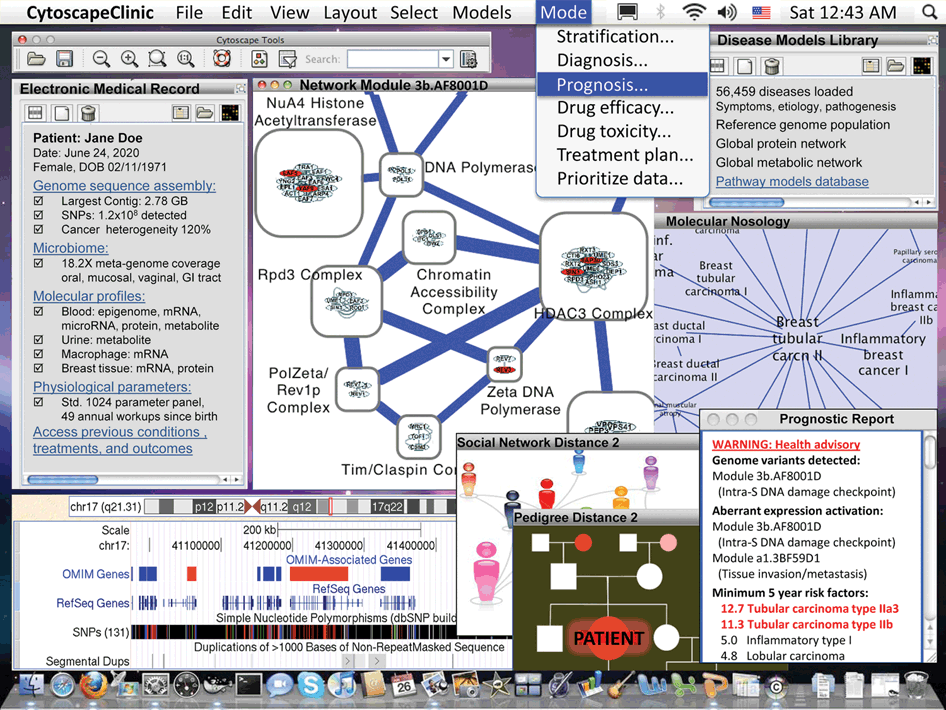 CytoscapeClinic File Edit View Layout Select Models Mode Sat 12:43 AM
Stratification...
Diagnosis...
Prognosis...
Drug efficacy...
Drug toxicity...
Treatment plan...
Prioritize data...
Cytoscape Tools
Search:
Electronic Medical Record
Patient: Jane Doe
Date: June 24, 2020
Female, DOB 02/11/1971
Genome sequence assembly:
Largest Contig: 2.78 GB
SNPs: 1.2x10⁸ detected
Cancer heterogeneity 120%
Microbiome:
18.2X meta-genome coverage
oral, mucosal, vaginal, GI tract
Molecular profiles:
Blood: epigenome, mRNA,
microRNA, protein, metabolite
Urine: metabolite
Macrophage: mRNA
Breast tissue: mRNA, protein
Physiological parameters:
Std. 1024 parameter panel,
49 annual workups since birth
Access previous conditions ,
treatments, and outcomes
Network Module 3b.AF8001D
NuA4 Histone
Acetyltransferase
DNA Polymerase
Rpd3 Complex
Chromatin
Accessibility
Complex
HDAC3 Complex
PolZeta/
Rev1p
Complex
Zeta DNA
Polymerase
Tim/Claspin Co
Disease Models Library
56,459 diseases loaded
Symptoms, etiology, pathogenesis
Reference genome population
Global protein network
Global metabolic network
Pathway models database
Molecular Nosology
carcinoma
inf.
Breast
tubular
carcinoma I
Papillary
carcinoma
Inflamm
breast ca
IIb
Breast
tubular
carcn II
Inflammatory
breast
cancer I
st ductal
rcinoma I
Breast ductal
carcinoma II
atropy
Social Network Distance 2
Pedigree Distance 2
PATIENT
Prognostic Report
WARNING: Health advisory
Genome variants detected:
Module 3b.AF8001D
(Intra-S DNA damage checkpoint)
Aberrant expression activation:
Module 3b.AF8001D
(Intra-S DNA damage checkpoint)
Module a1.3BF59D1
(Tissue invasion/metastasis)
Minimum 5 year risk factors:
12.7 Tubular carcinoma type IIa3
11.3 Tubular carcinoma type IIb
5.0 Inflammatory type I
4.8 Lobular carcinoma
chr17 (q21.31) p12 p11.2 q11.2 17q22
Scale 200 kb
chr17: 41100000 41200000 41300000 41400000
OMIM-Associated Genes
OMIM Genes
RefSeq Genes
RefSeq Genes
Simple Nucleotide Polymorphisms (dbSNP build
SNPs (131)
Duplications of >1000 Bases of Non-RepeatMasked Sequence
Segmental Dups
26